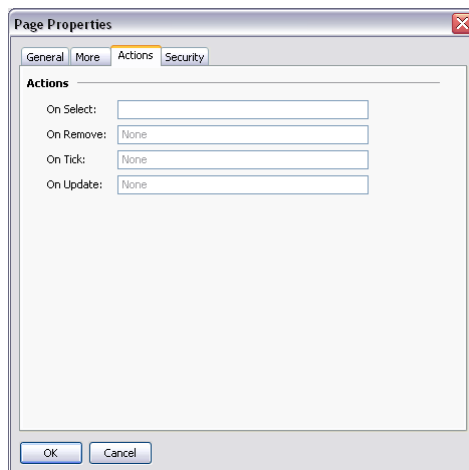 Page Properties
General More Actions Security
Actions
On Select:
On Remove: None
On Tick: None
On Update: None
OK Cancel